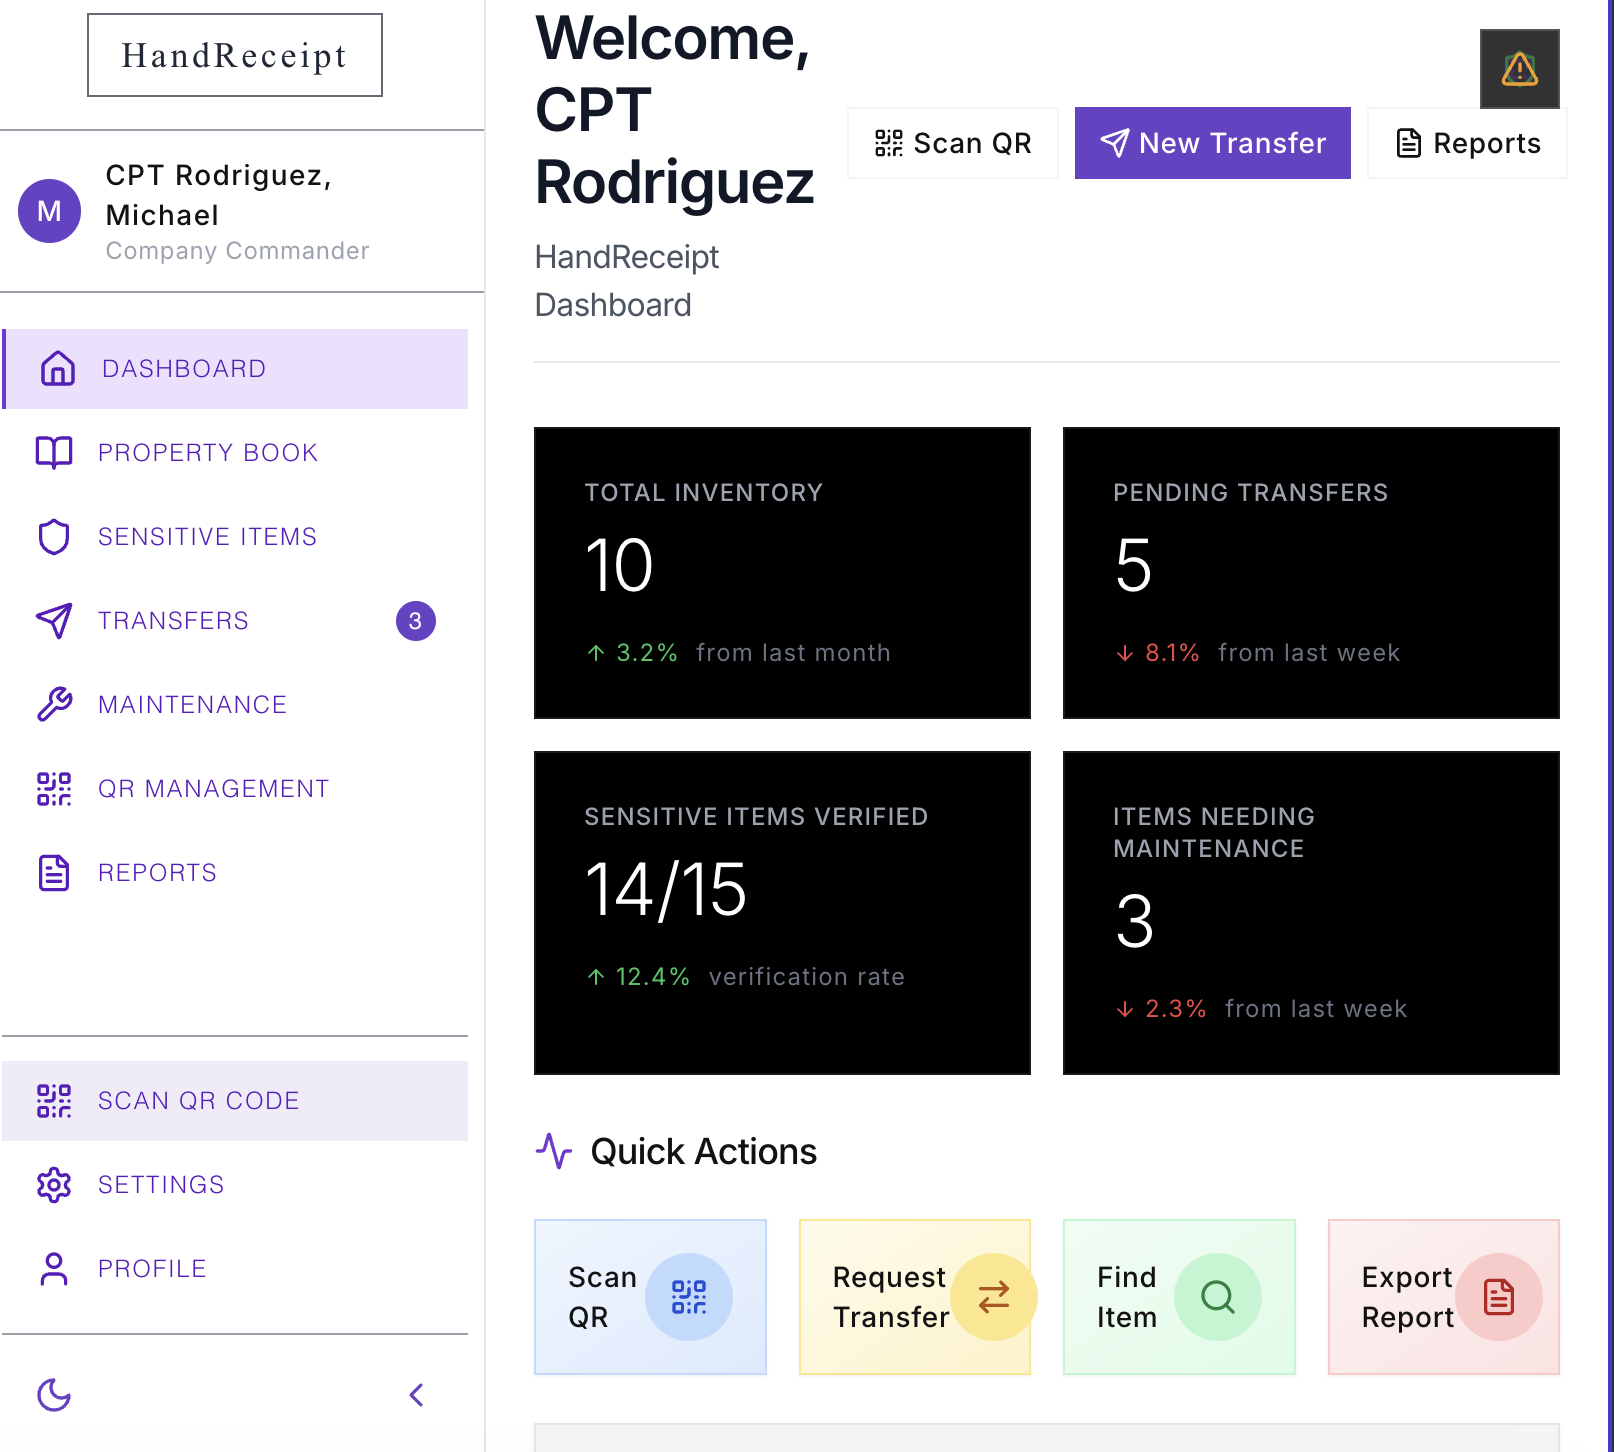 HandReceipt
CPT Rodriguez,
Michael
Company Commander
M
DASHBOARD
PROPERTY BOOK
SENSITIVE ITEMS
TRANSFERS
3
MAINTENANCE
QR MANAGEMENT
REPORTS
SCAN QR CODE
SETTINGS
PROFILE
Welcome,
CPT
Rodriguez
HandReceipt
Dashboard
Scan QR
New Transfer
Reports
TOTAL INVENTORY
10
↑ 3.2% from last month
PENDING TRANSFERS
5
↓ 8.1% from last week
SENSITIVE ITEMS VERIFIED
14/15
↑ 12.4% verification rate
ITEMS NEEDING
MAINTENANCE
3
↓ 2.3% from last week
Quick Actions
Scan
QR
Request
Transfer
Find
Item
Export
Report